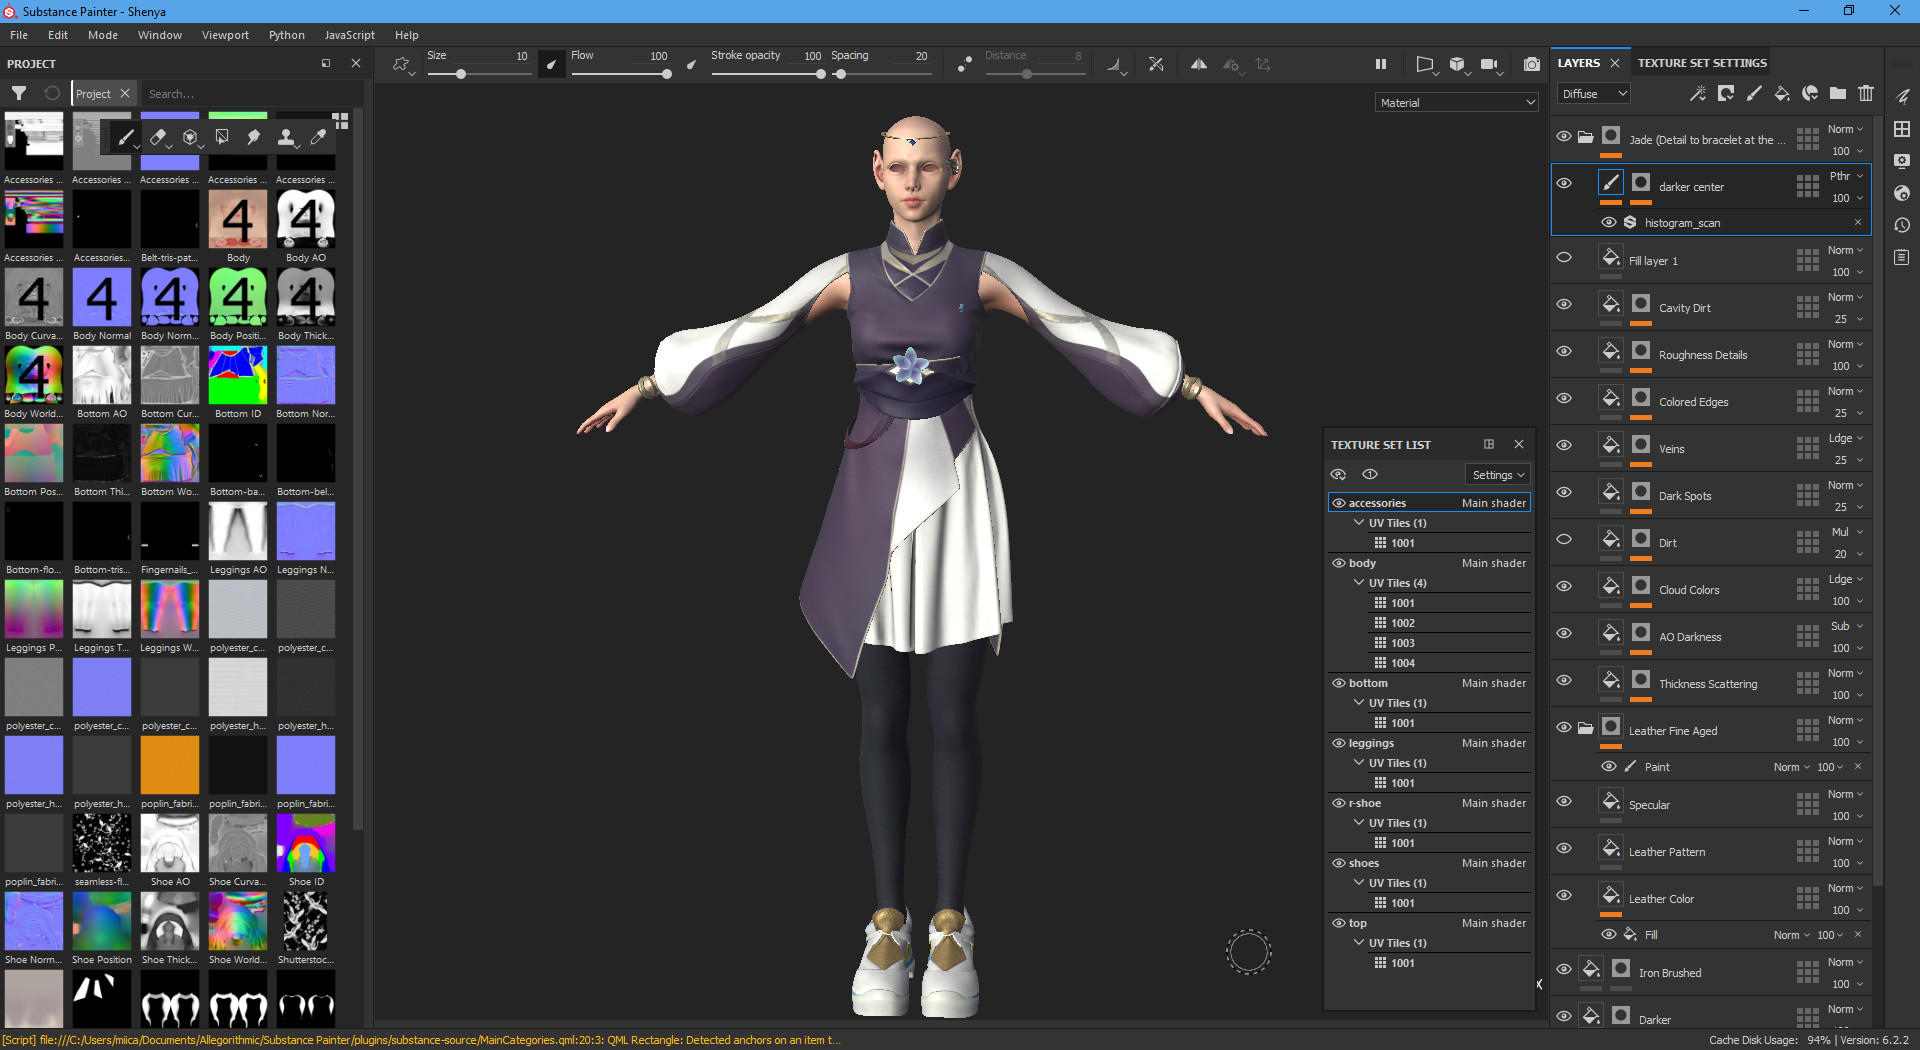 Substance Painter - Shenya
File Edit Mode Window Viewport Python JavaScript Help
PROJECT
Project
Search...
Size 10
Flow 100
Stroke opacity 100
Spacing 20
Distance 8
Material
Accessories ... Accessories ... Accessories ... Accessories ... Accessories ...
Accessories ... Accessories... Belt-tris-pat... Body Body AO
Body Curva... Body Normal Body Norm... Body Positi... Body Thick...
Body World... Bottom AO Bottom Cur... Bottom ID Bottom Nor...
Bottom Pos... Bottom Thi... Bottom Wo... Bottom-ba... Bottom-bel...
Bottom-flo... Bottom-tris... Fingernails_... Leggings AO Leggings N...
Leggings P... Leggings T... Leggings W... polyester_c... polyester_c...
polyester_c... polyester_c... polyester_c... polyester_h... polyester_h...
polyester_h... polyester_h... poplin_fabri... poplin_fabri... poplin_fabri...
poplin_fabri... seamless-fl... Shoe AO Shoe Curva... Shoe ID
Shoe Norm... Shoe Position Shoe Thick... Shoe World... Shutterstoc...
4 4
4 4 4 4 4
4
TEXTURE SET LIST
Settings
accessories Main shader
UV Tiles (1)
1001
body Main shader
UV Tiles (4)
1001
1002
1003
1004
bottom Main shader
UV Tiles (1)
1001
leggings Main shader
UV Tiles (1)
1001
r-shoe Main shader
UV Tiles (1)
1001
shoes Main shader
UV Tiles (1)
1001
top Main shader
UV Tiles (1)
1001
X
LAYERS TEXTURE SET SETTINGS
Diffuse
Jade (Detail to bracelet at the ... Norm 100
darker center Pthr 100
histogram_scan
Fill layer 1 Norm 100
Cavity Dirt Norm 25
Roughness Details Norm 100
Colored Edges Norm 25
Veins Ldge 25
Dark Spots Norm 25
Dirt Mul 20
Cloud Colors Ldge 100
AO Darkness Sub 100
Thickness Scattering Norm 100
Leather Fine Aged Norm 100
Paint Norm 100
Specular Norm 100
Leather Pattern Norm 100
Leather Color Norm 100
Fill Norm 100
Iron Brushed Norm 100
Darker Norm
[Script] file:///C:/Users/miica/Documents/Allegorithmic/Substance Painter/plugins/substance-source/MainCategories.qml:20:3: QML Rectangle: Detected anchors on an item t...
Cache Disk Usage: 94% | Version: 6.2.2